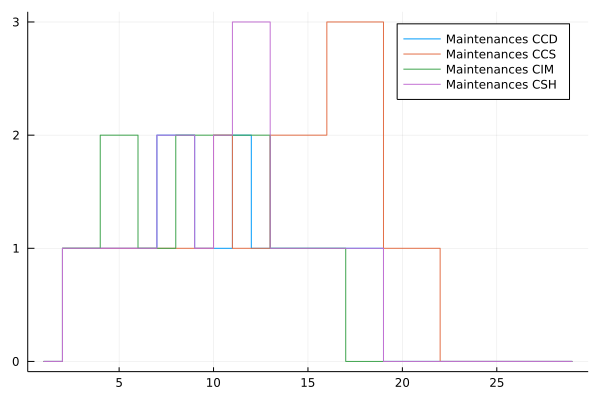 3
Maintenances CCD
Maintenances CCS
Maintenances CIM
Maintenances CSH
2
1
0
5 10 15 20 25